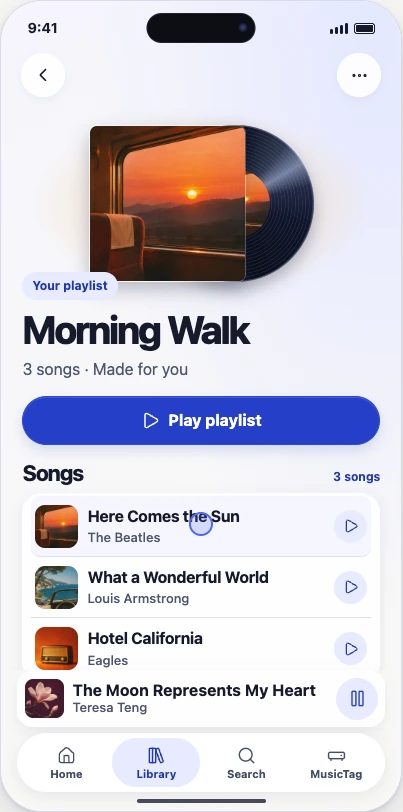 9:41
Your playlist
Morning Walk
3 songs · Made for you
Play playlist
Songs
3 songs
Here Comes the Sun
The Beatles
What a Wonderful World
Louis Armstrong
Hotel California
Eagles
The Moon Represents My Heart
Teresa Teng
Home
Library
Search
MusicTag